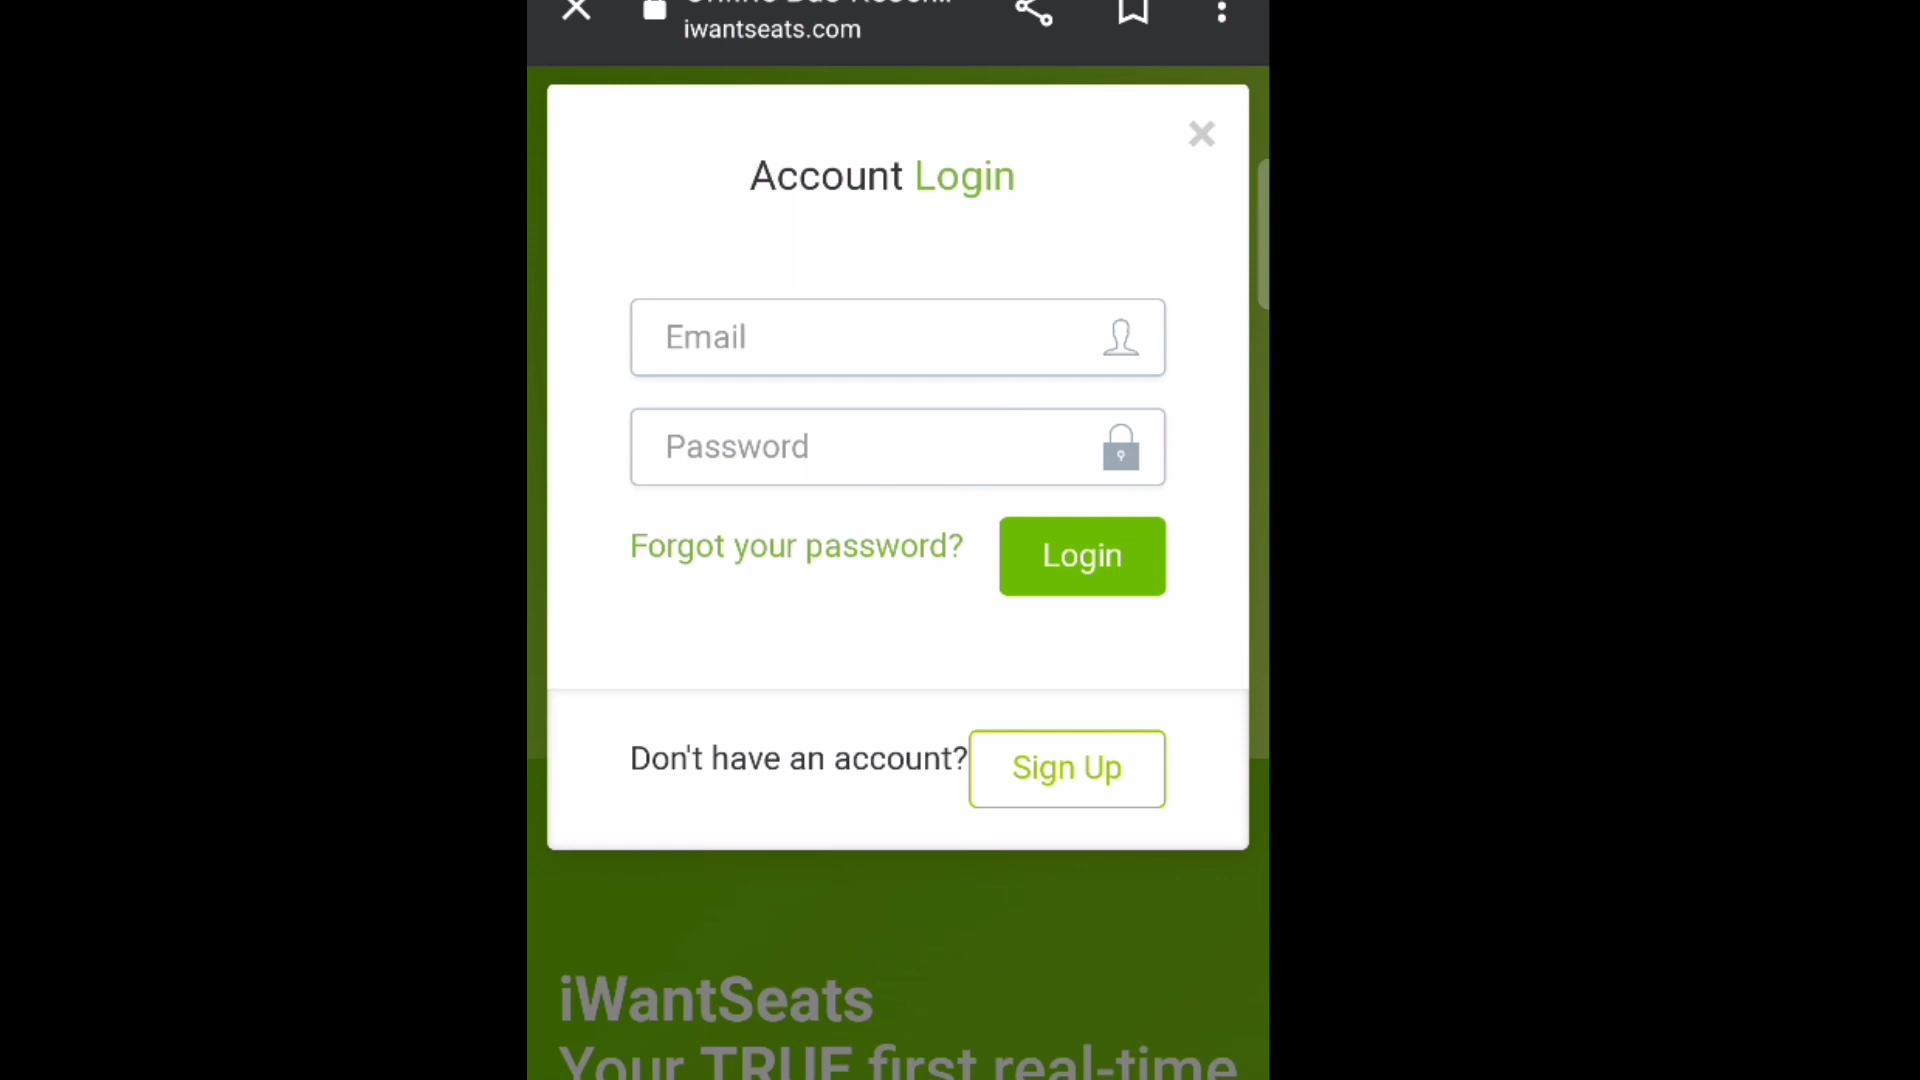 iwantseats.com
Account Login
Email
Password
Forgot your password?
Login
Don't have an account?
Sign Up
iWantSeats
Your TRUE first real-time